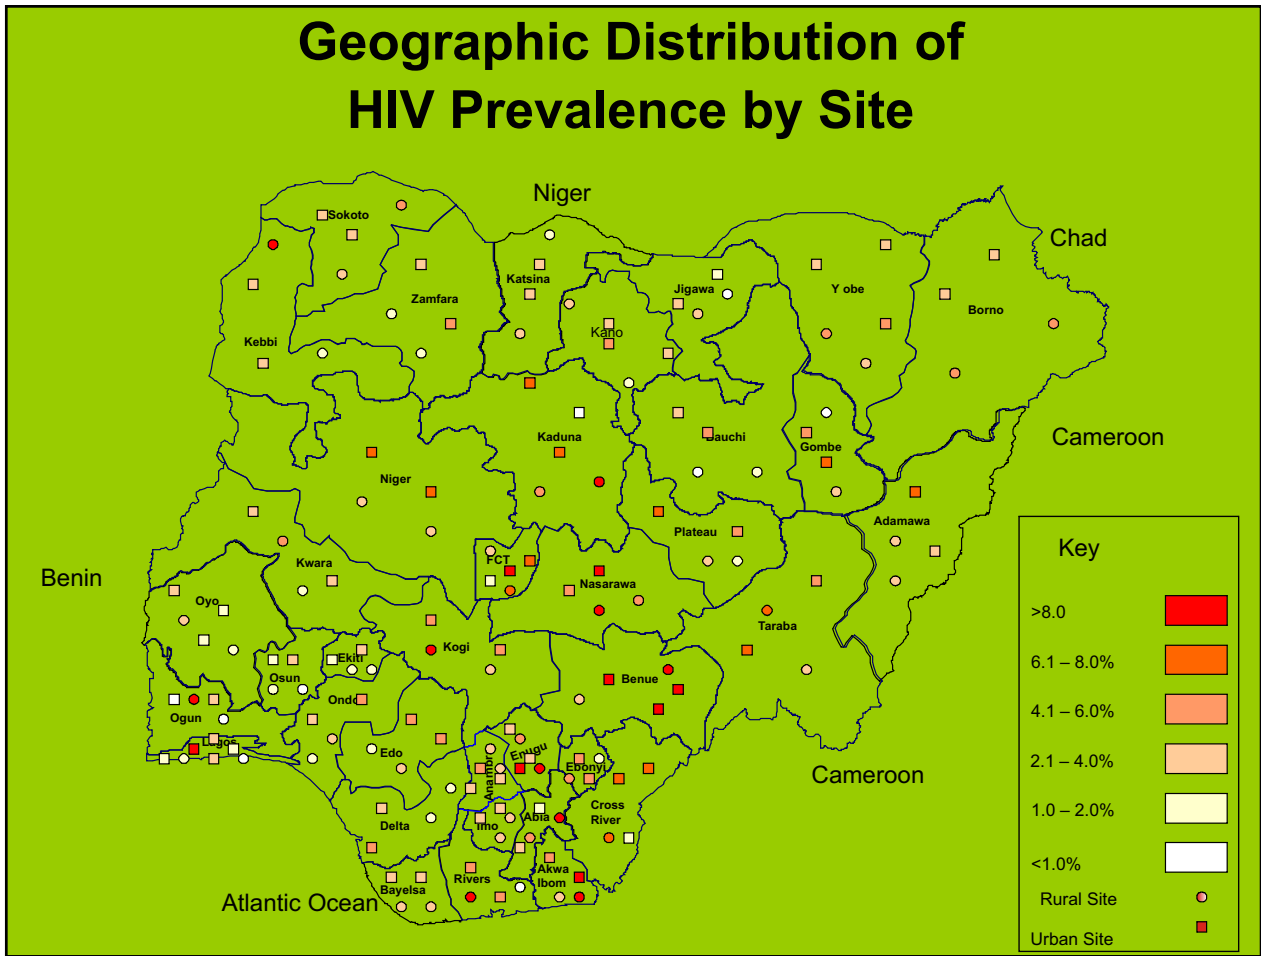 Geographic Distribution of
HIV Prevalence by Site
Niger
Chad
Sokoto
Katsina
Jigawa
Y obe
Borno
Zamfara
Kano
Kebbi
Cameroon
Kaduna
Bauchi
Gombe
Niger
Adamawa
Plateau
FCT
Kwara
Nasarawa
Benin
Oyo
Taraba
Kogi
Ekiti
Osun
Benue
Ondo
Ogun
Lagos
Edo
Enugu
Anambra
Ebonyi
Cameroon
Cross
River
Delta
Imo
Abia
Akwa
Ibom
Rivers
Bayelsa
Atlantic Ocean
Key
>8.0
6.1 – 8.0%
4.1 – 6.0%
2.1 – 4.0%
1.0 – 2.0%
<1.0%
Rural Site
Urban Site